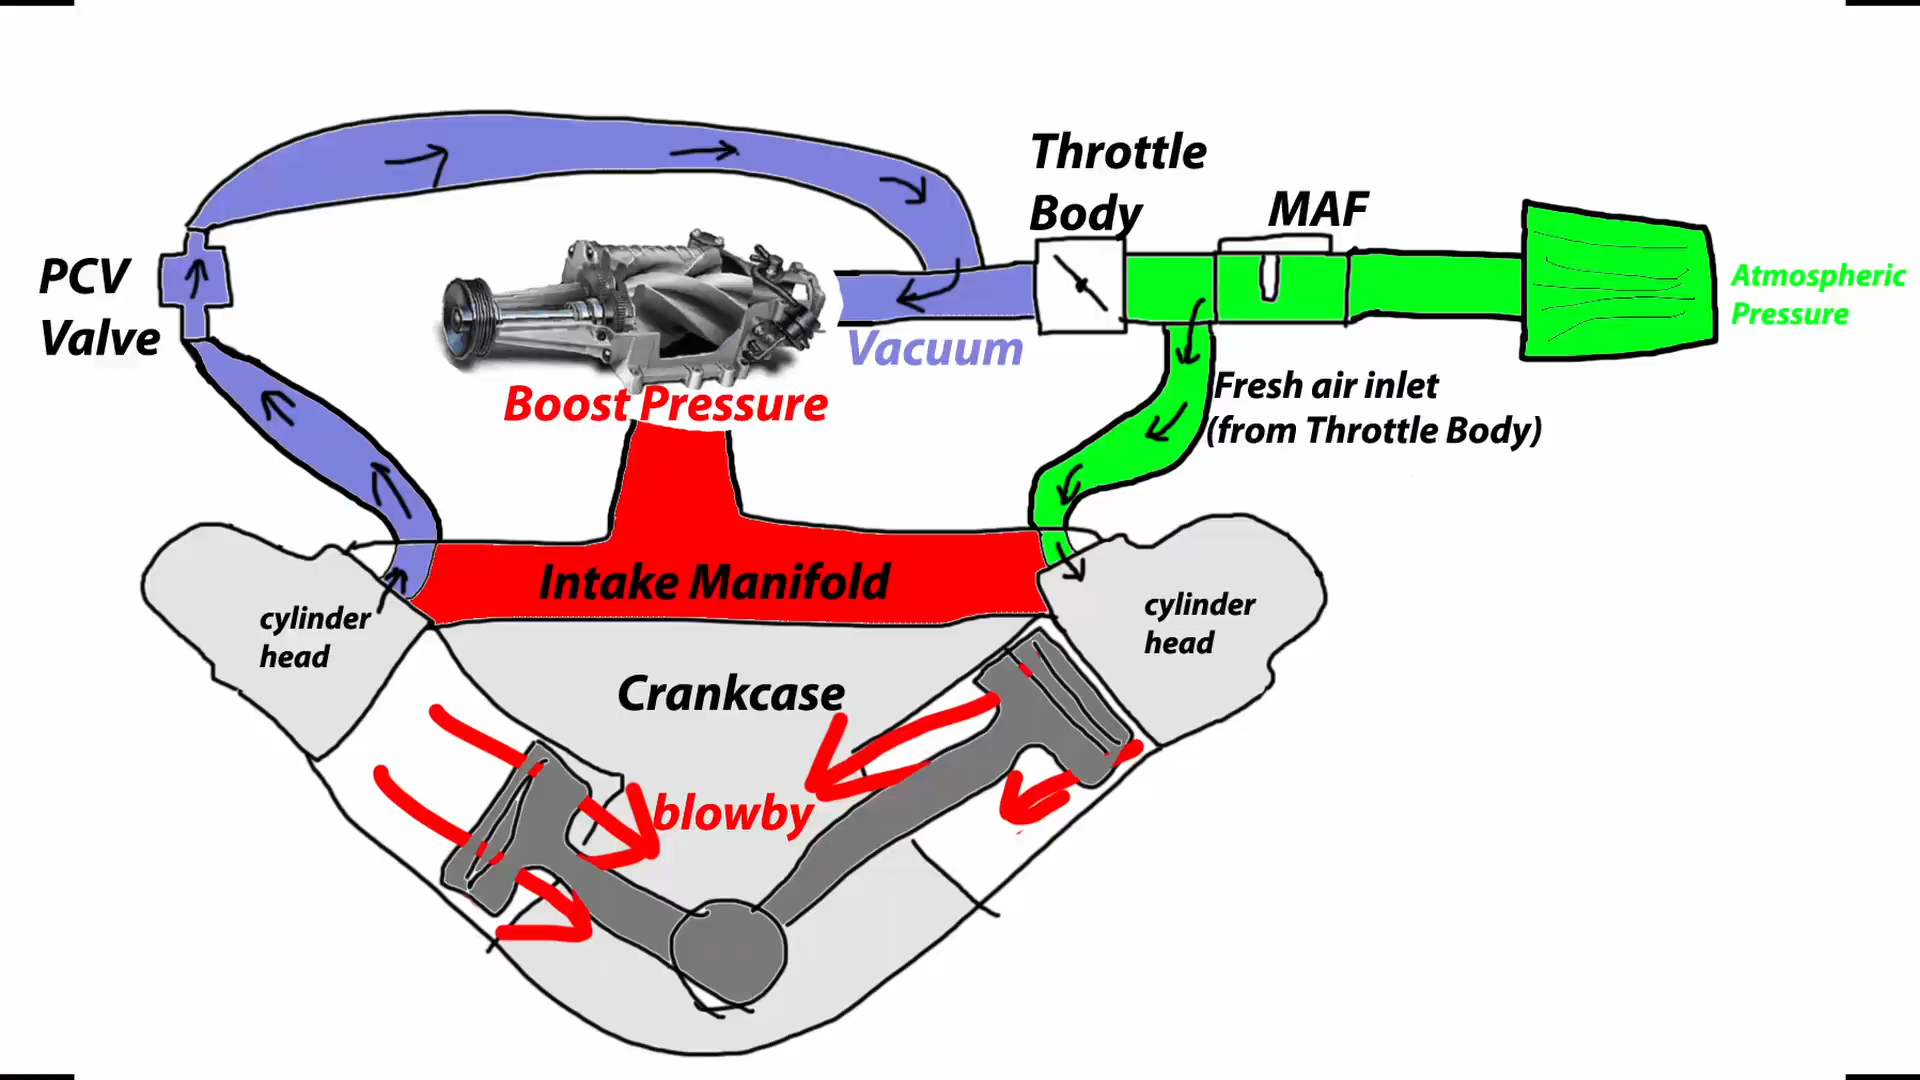 Throttle
Body
MAF
PCV
Valve
Atmospheric
Pressure
Vacuum
Boost Pressure
Fresh air inlet
(from Throttle Body)
Intake Manifold
cylinder
head
cylinder
head
Crankcase
blowby